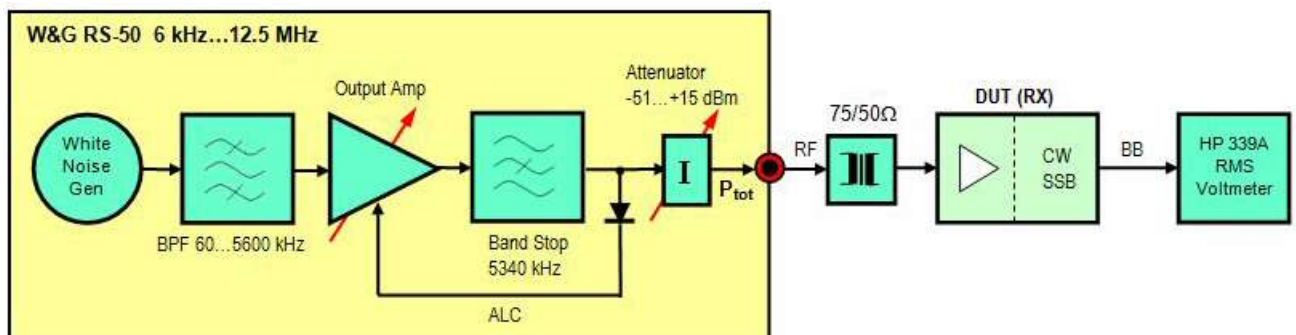 W&G RS-50 6 kHz...12.5 MHz
White
Noise
Gen
BPF 60...5600 kHz
Output Amp
Band Stop
5340 kHz
ALC
Attenuator
-51...+15 dBm
I
Ptot
RF
75/50Ω
DUT (RX)
CW
SSB
BB
HP 339A
RMS
Voltmeter